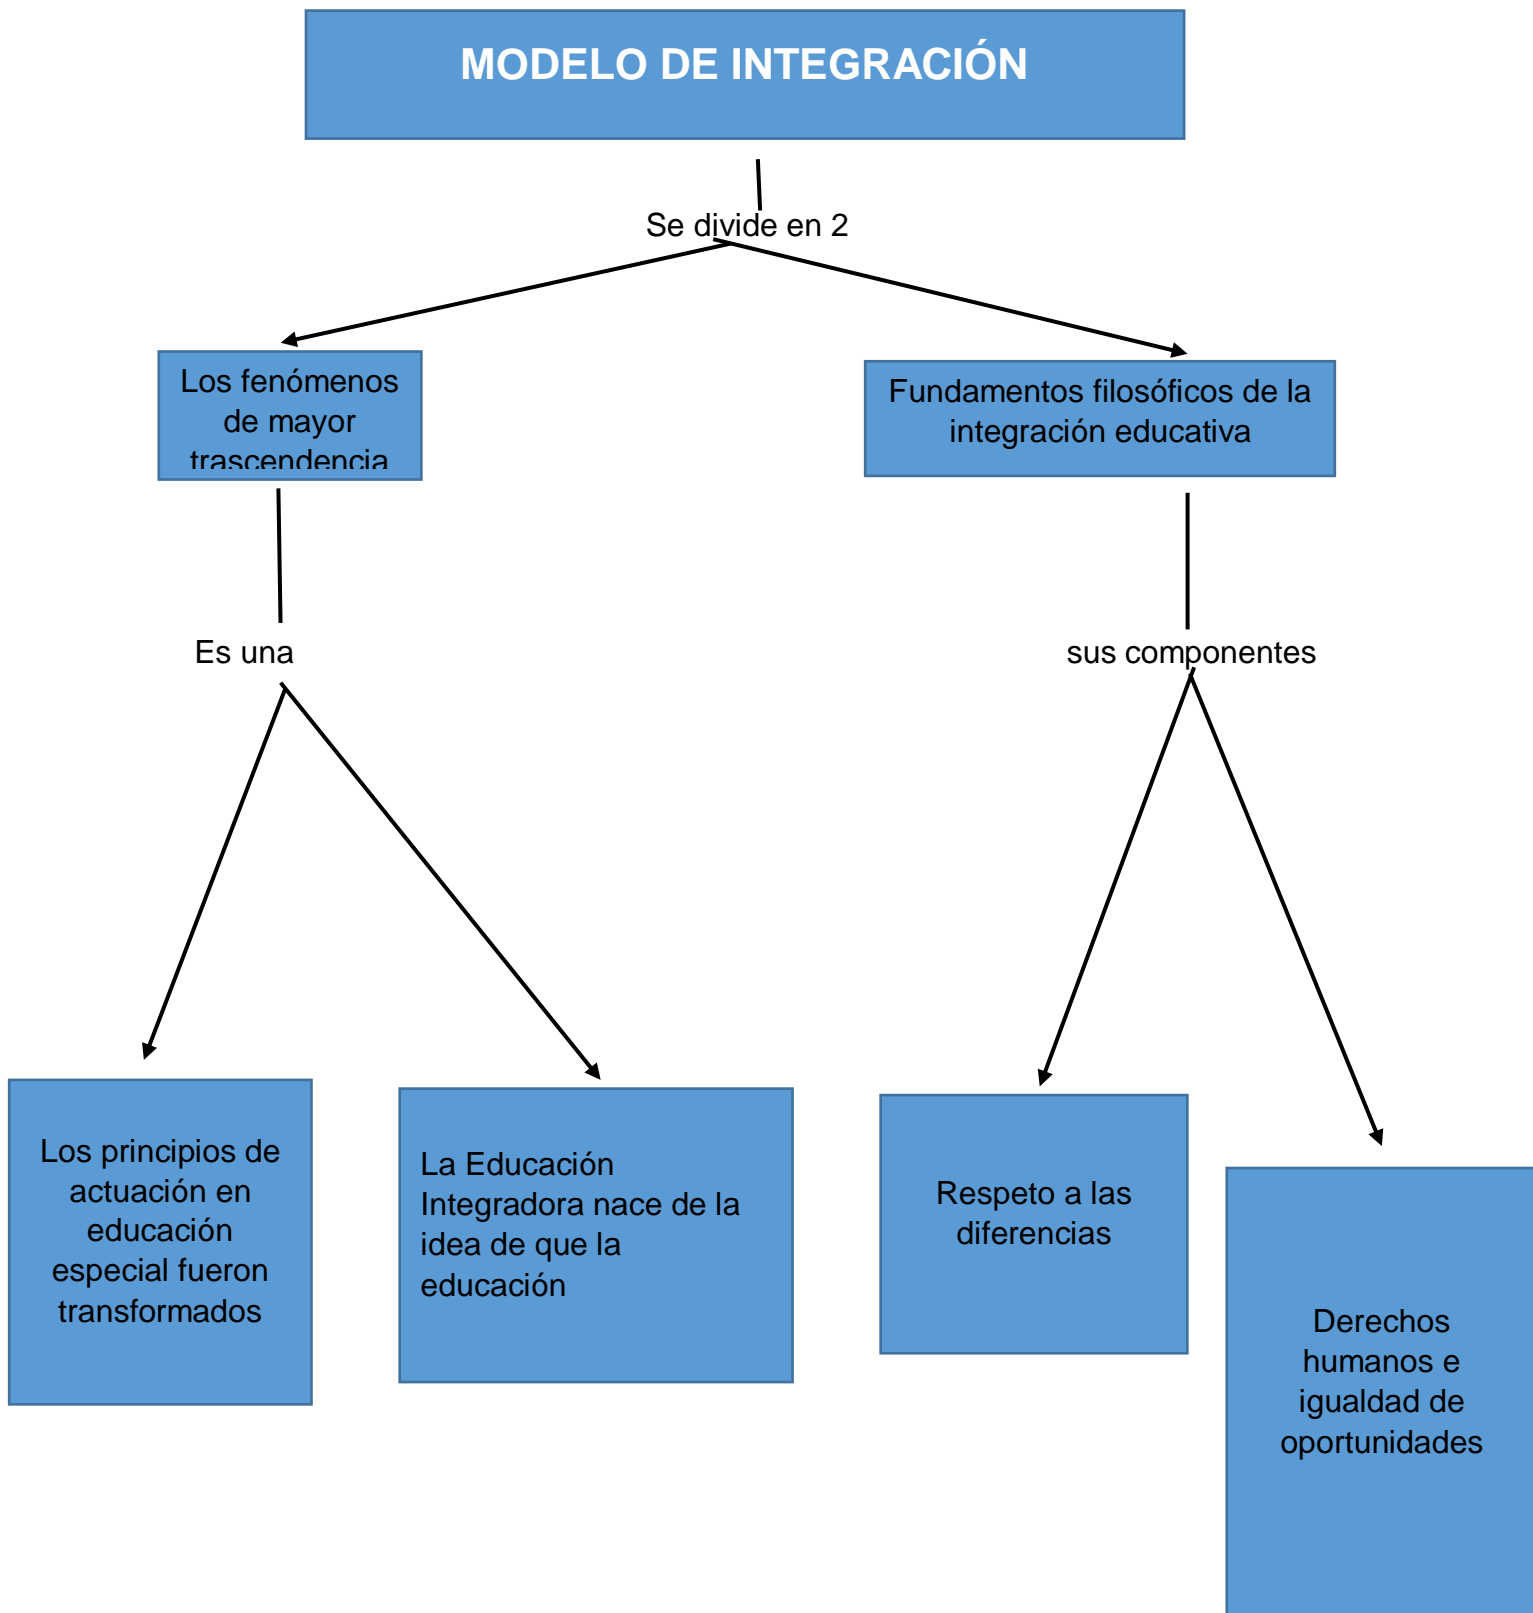 MODELO DE INTEGRACIÓN
Se divide en 2
Los fenómenos
de mayor
trascendencia
Fundamentos filosóficos de la
integración educativa
Es una
sus componentes
Los principios de
actuación en
educación
especial fueron
transformados
La Educación
Integradora nace de la
idea de que la
educación
Respeto a las
diferencias
Derechos
humanos e
igualdad de
oportunidades